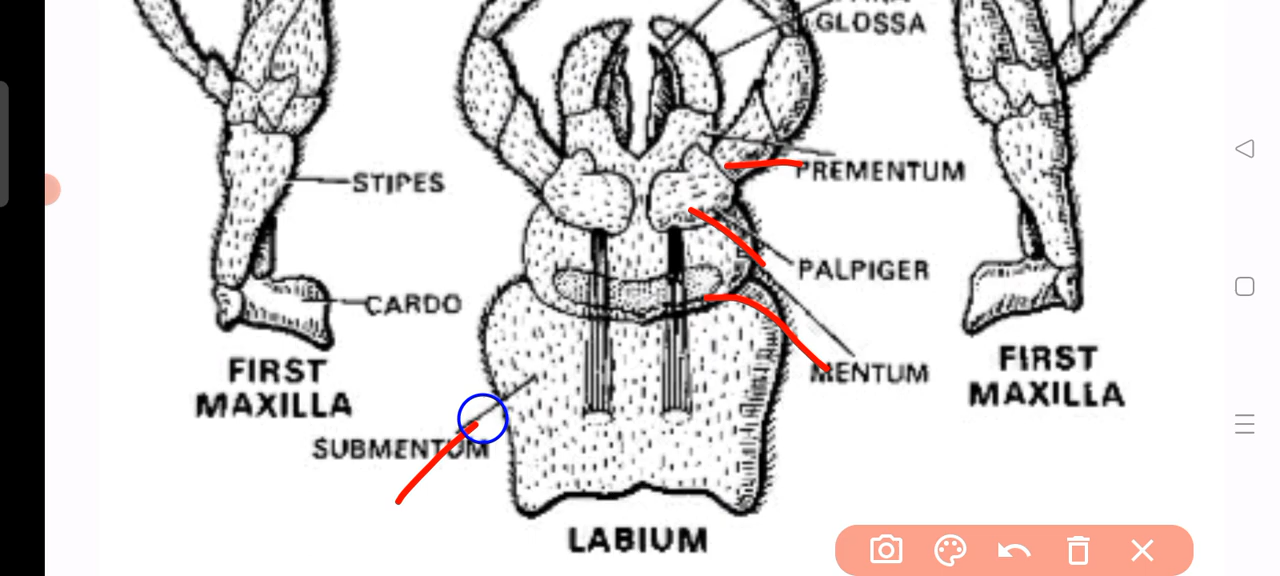 GLOSSA
PREMENTUM
STIPES
PALPIGER
CARDO
MENTUM
FIRST
MAXILLA
FIRST
MAXILLA
SUBMENTUM
LABIUM